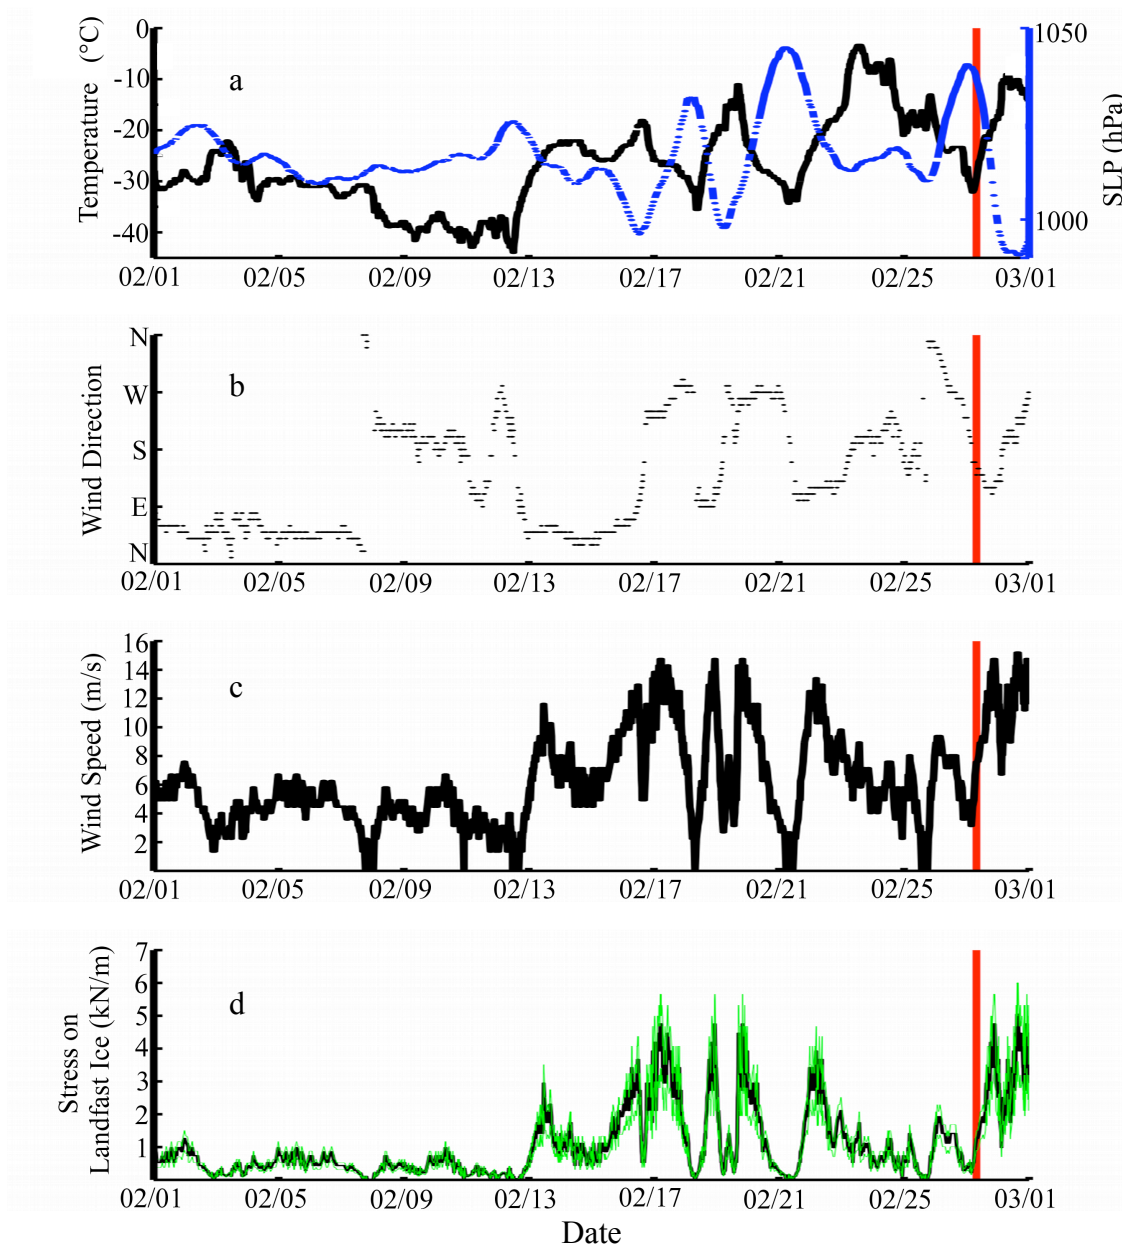 Temperature (°C)
0
-10
-20
-30
-40
a
1050
1000
SLP (hPa)
02/01 02/05 02/09 02/13 02/17 02/21 02/25 03/01
Wind Direction
N
W
S
E
N
b
02/01 02/05 02/09 02/13 02/17 02/21 02/25 03/01
Wind Speed (m/s)
16
14
12
10
8
6
4
2
c
02/01 02/05 02/09 02/13 02/17 02/21 02/25 03/01
Stress on
Landfast Ice (kN/m)
7
6
5
4
3
2
1
d
02/01 02/05 02/09 02/13 02/17 02/21 02/25 03/01
Date